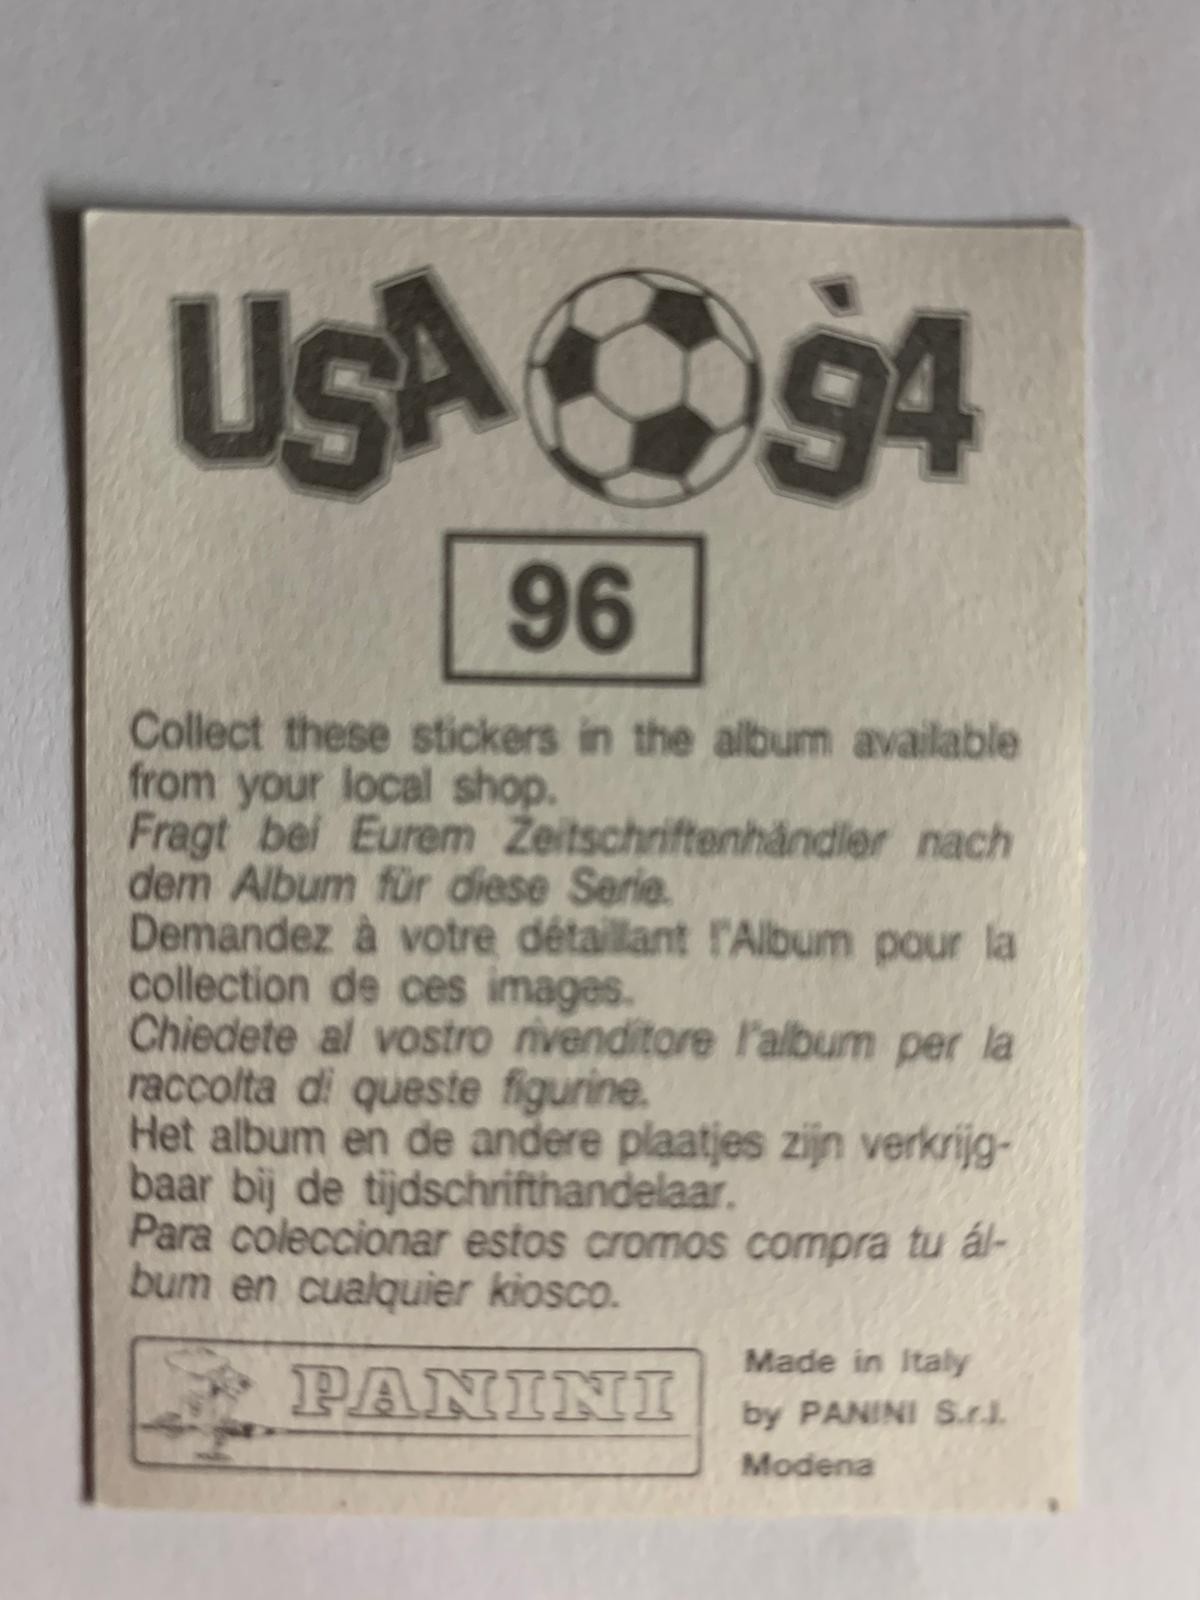 USA '94
96
Collect these stickers in the album available
from your local shop.
Fragt bei Eurem Zeitschriftenhändler nach
dem Album für diese Serie.
Demandez à votre détaillant l'Album pour la
collection de ces images.
Chiedete al vostro rivenditore l'album per la
raccolta di queste figurine.
Het album en de andere plaatjes zijn verkrijg-
baar bij de tijdschrifthandelaar.
Para coleccionar estos cromos compra tu ál-
bum en cualquier kiosco.
PANINI
Made in Italy
by PANINI S.r.l.
Modena